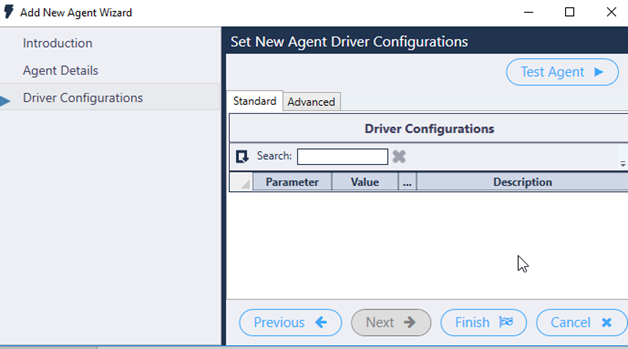 Add New Agent Wizard
Introduction
Agent Details
Driver Configurations
Set New Agent Driver Configurations
Test Agent
Standard
Advanced
Driver Configurations
Search:
Parameter Value ... Description
Previous Next Finish Cancel